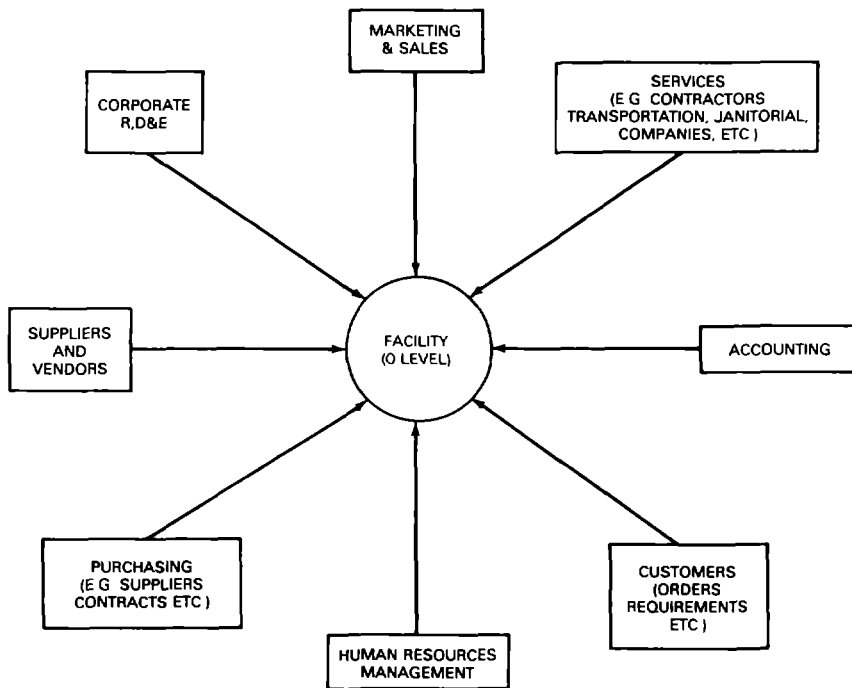 MARKETING
& SALES
CORPORATE
R,D&E
SERVICES
(E G CONTRACTORS
TRANSPORTATION, JANITORIAL,
COMPANIES, ETC )
SUPPLIERS
AND
VENDORS
FACILITY
(O LEVEL)
ACCOUNTING
PURCHASING
(E G SUPPLIERS
CONTRACTS ETC )
HUMAN RESOURCES
MANAGEMENT
CUSTOMERS
(ORDERS
REQUIREMENTS
ETC )